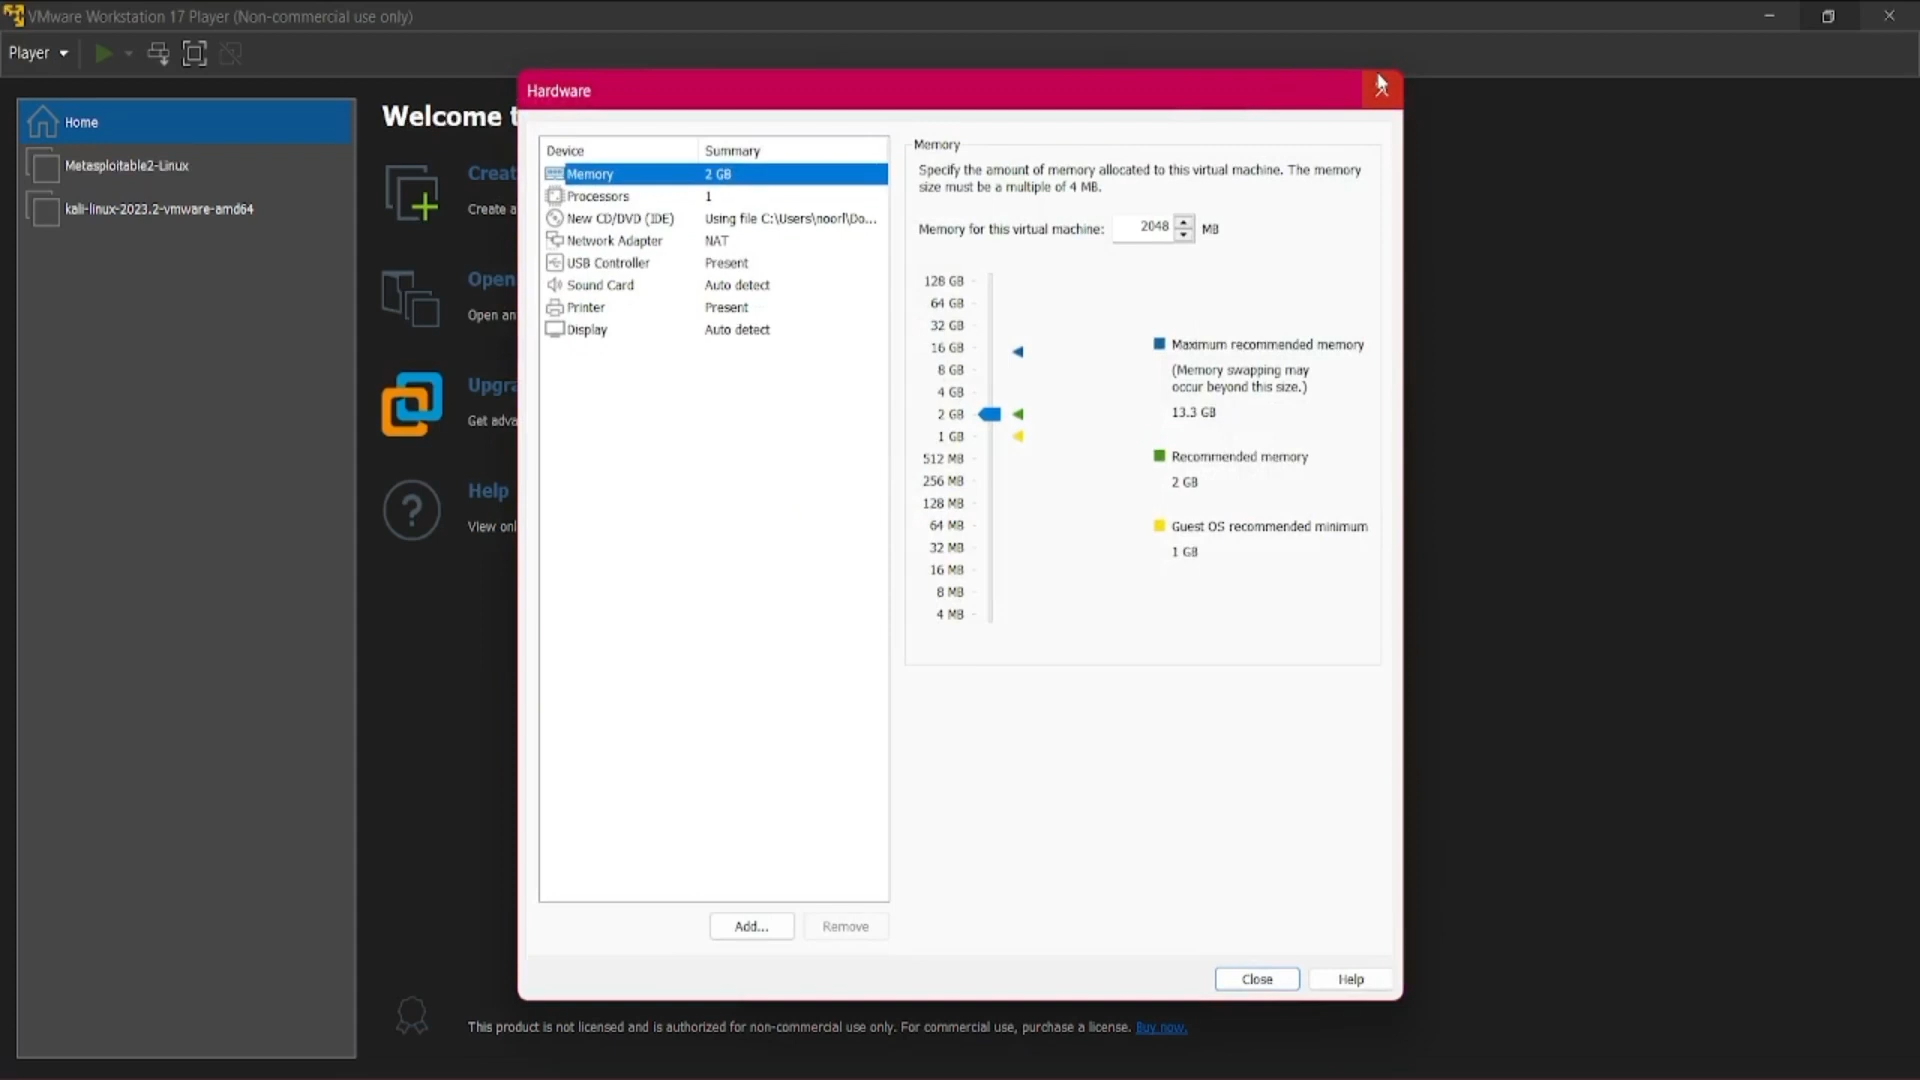 VMware Workstation 17 Player (Non-commercial use only)
Player
Home
Metasploitable2-Linux
kali-linux-2023.2-vmware-amd64
Welcome t
Creat
Create a
Open
Open an
Upgra
Get adva
Help
View onl
This product is not licensed and is authorized for non-commercial use only. For commercial use, purchase a license. Buy now.
Hardware
Device Summary
Memory 2 GB
Processors 1
New CD/DVD (IDE) Using file C:\Users\noorl\Do...
Network Adapter NAT
USB Controller Present
Sound Card Auto detect
Printer Present
Display Auto detect
Add...
Remove
Memory
Specify the amount of memory allocated to this virtual machine. The memory
size must be a multiple of 4 MB.
Memory for this virtual machine: 2048 MB
128 GB
64 GB
32 GB
16 GB
8 GB
4 GB
2 GB
1 GB
512 MB
256 MB
128 MB
64 MB
32 MB
16 MB
8 MB
4 MB
Maximum recommended memory
(Memory swapping may
occur beyond this size.)
13.3 GB
Recommended memory
2 GB
Guest OS recommended minimum
1 GB
Close
Help